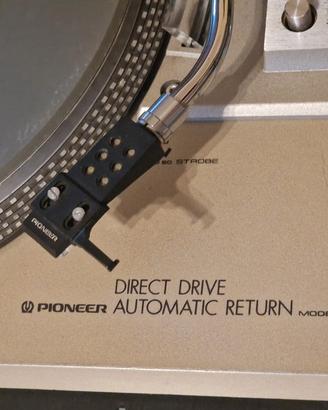 STROBE
PIONEER
DIRECT DRIVE
PIONEER AUTOMATIC RETURN